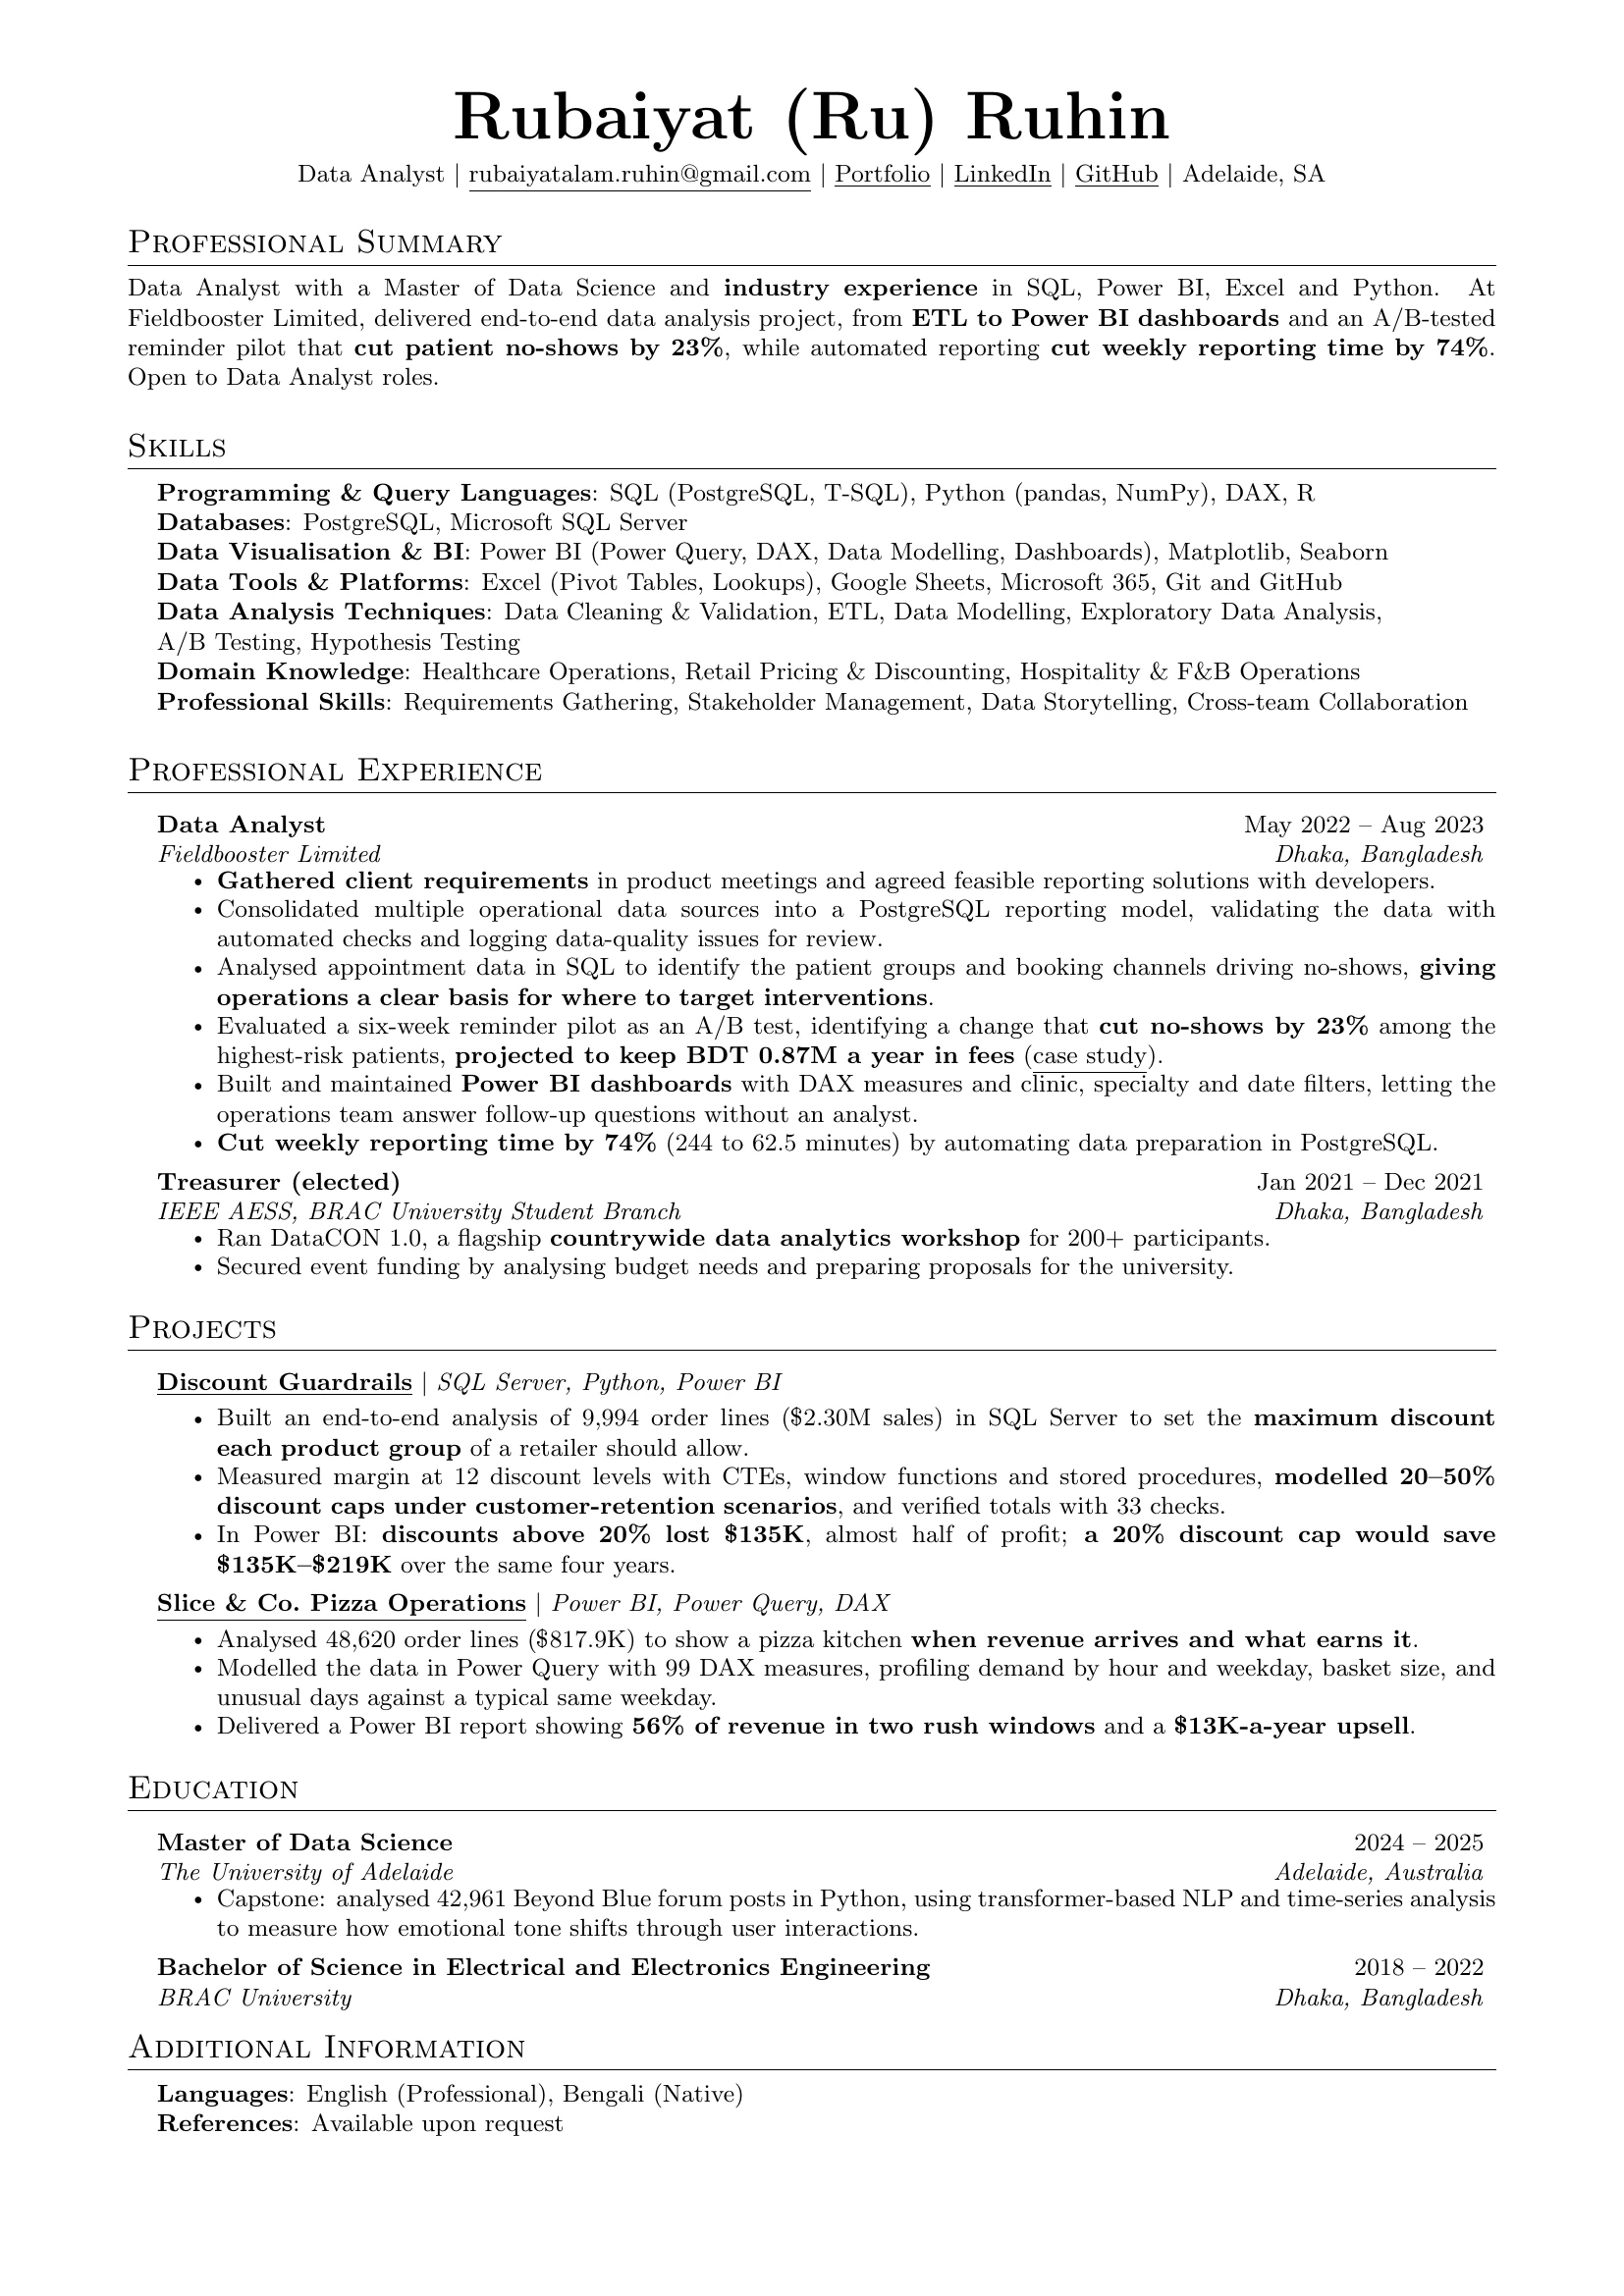 Rubaiyat (Ru) Ruhin
Data Analyst | rubaiyatalam.ruhin@gmail.com | Portfolio | LinkedIn | GitHub | Adelaide, SA
Professional Summary
Data Analyst with a Master of Data Science and industry experience in SQL, Power BI, Excel and Python. At
Fieldbooster Limited, delivered end-to-end data analysis project, from ETL to Power BI dashboards and an A/B-tested
reminder pilot that cut patient no-shows by 23%, while automated reporting cut weekly reporting time by 74%.
Open to Data Analyst roles.
Skills
Programming & Query Languages: SQL (PostgreSQL, T-SQL), Python (pandas, NumPy), DAX, R
Databases: PostgreSQL, Microsoft SQL Server
Data Visualisation & BI: Power BI (Power Query, DAX, Data Modelling, Dashboards), Matplotlib, Seaborn
Data Tools & Platforms: Excel (Pivot Tables, Lookups), Google Sheets, Microsoft 365, Git and GitHub
Data Analysis Techniques: Data Cleaning & Validation, ETL, Data Modelling, Exploratory Data Analysis,
A/B Testing, Hypothesis Testing
Domain Knowledge: Healthcare Operations, Retail Pricing & Discounting, Hospitality & F&B Operations
Professional Skills: Requirements Gathering, Stakeholder Management, Data Storytelling, Cross-team Collaboration
Professional Experience
Data Analyst May 2022 – Aug 2023
Fieldbooster Limited Dhaka, Bangladesh
• Gathered client requirements in product meetings and agreed feasible reporting solutions with developers.
• Consolidated multiple operational data sources into a PostgreSQL reporting model, validating the data with
automated checks and logging data-quality issues for review.
• Analysed appointment data in SQL to identify the patient groups and booking channels driving no-shows, giving
operations a clear basis for where to target interventions.
• Evaluated a six-week reminder pilot as an A/B test, identifying a change that cut no-shows by 23% among the
highest-risk patients, projected to keep BDT 0.87M a year in fees (case study).
• Built and maintained Power BI dashboards with DAX measures and clinic, specialty and date filters, letting the
operations team answer follow-up questions without an analyst.
• Cut weekly reporting time by 74% (244 to 62.5 minutes) by automating data preparation in PostgreSQL.
Treasurer (elected) Jan 2021 – Dec 2021
IEEE AESS, BRAC University Student Branch Dhaka, Bangladesh
• Ran DataCON 1.0, a flagship countrywide data analytics workshop for 200+ participants.
• Secured event funding by analysing budget needs and preparing proposals for the university.
Projects
Discount Guardrails | SQL Server, Python, Power BI
• Built an end-to-end analysis of 9,994 order lines ($2.30M sales) in SQL Server to set the maximum discount
each product group of a retailer should allow.
• Measured margin at 12 discount levels with CTEs, window functions and stored procedures, modelled 20–50%
discount caps under customer-retention scenarios, and verified totals with 33 checks.
• In Power BI: discounts above 20% lost $135K, almost half of profit; a 20% discount cap would save
$135K–$219K over the same four years.
Slice & Co. Pizza Operations | Power BI, Power Query, DAX
• Analysed 48,620 order lines ($817.9K) to show a pizza kitchen when revenue arrives and what earns it.
• Modelled the data in Power Query with 99 DAX measures, profiling demand by hour and weekday, basket size, and
unusual days against a typical same weekday.
• Delivered a Power BI report showing 56% of revenue in two rush windows and a $13K-a-year upsell.
Education
Master of Data Science 2024 – 2025
The University of Adelaide Adelaide, Australia
• Capstone: analysed 42,961 Beyond Blue forum posts in Python, using transformer-based NLP and time-series analysis
to measure how emotional tone shifts through user interactions.
Bachelor of Science in Electrical and Electronics Engineering 2018 – 2022
BRAC University Dhaka, Bangladesh
Additional Information
Languages: English (Professional), Bengali (Native)
References: Available upon request